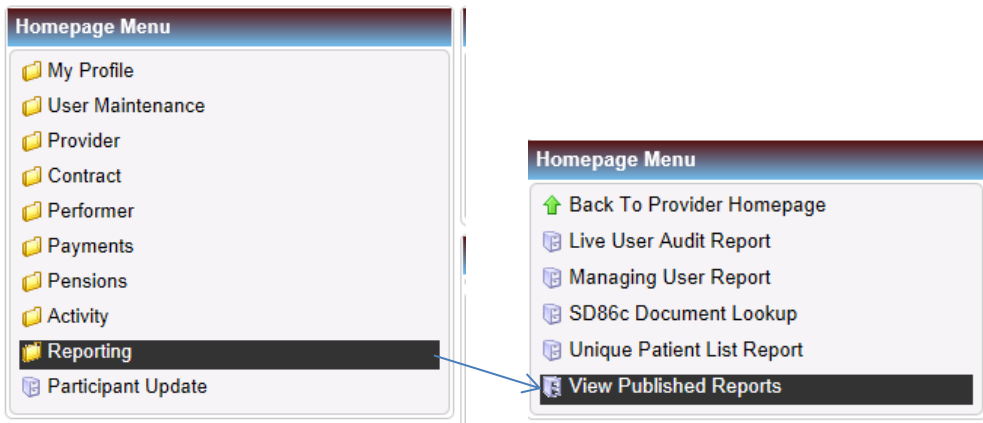 Homepage Menu
My Profile
User Maintenance
Provider
Contract
Performer
Payments
Pensions
Activity
Reporting
Participant Update
Homepage Menu
Back To Provider Homepage
Live User Audit Report
Managing User Report
SD86c Document Lookup
Unique Patient List Report
View Published Reports